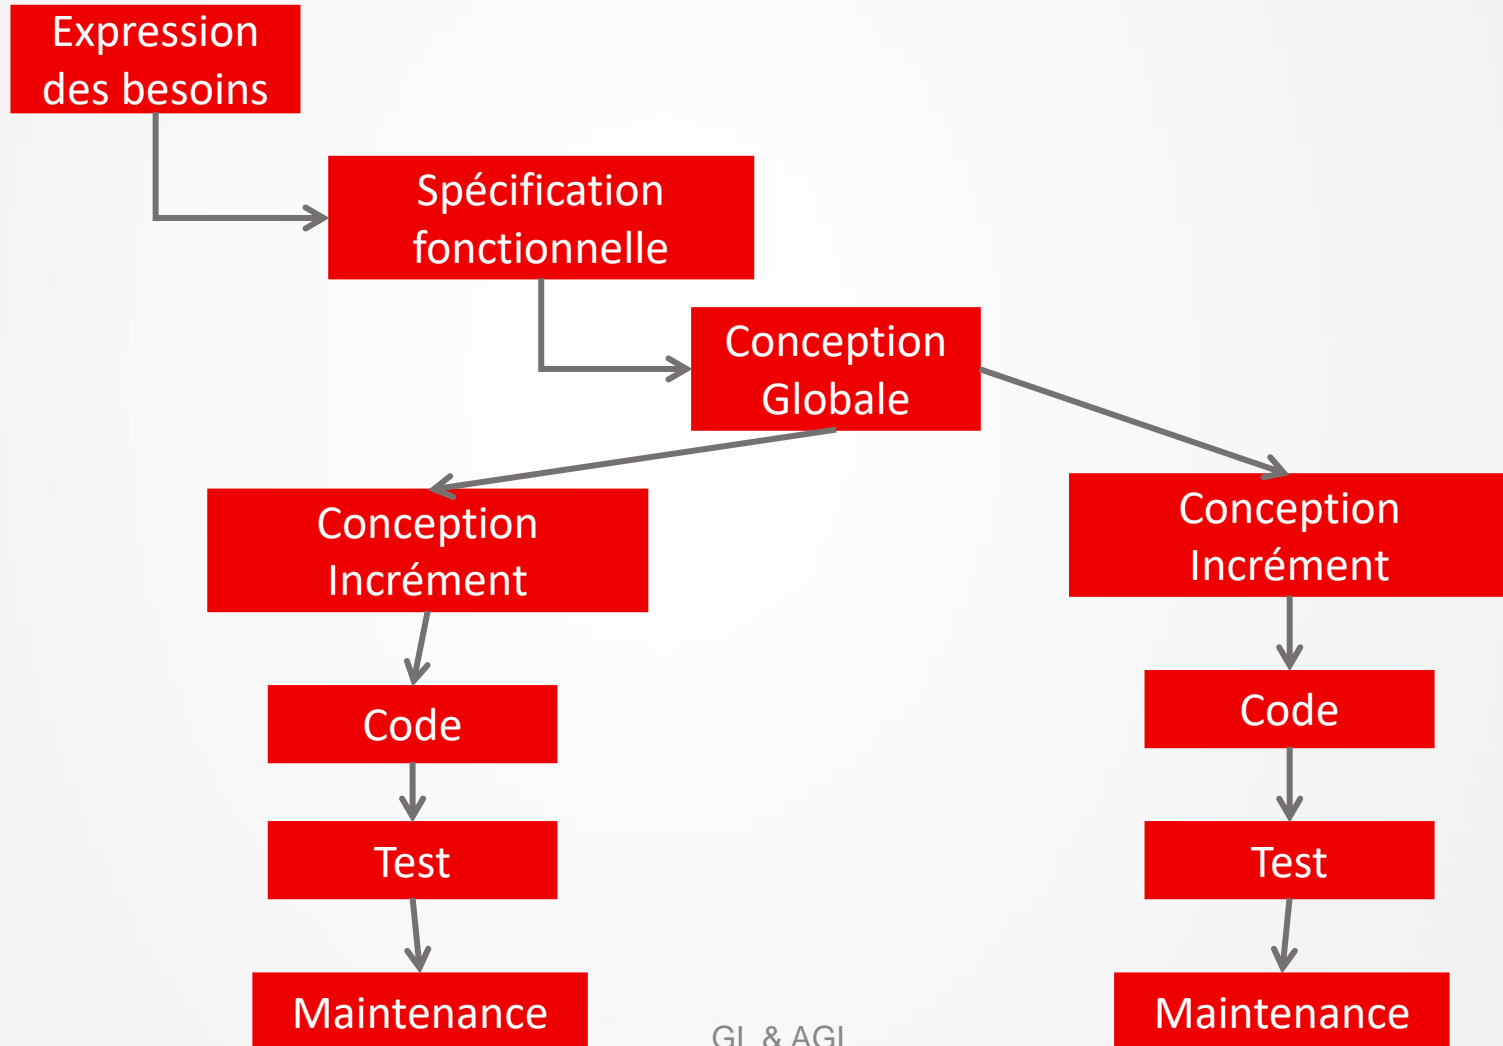 Expression
des besoins
Spécification
fonctionnelle
Conception
Globale
Conception
Incrément
Conception
Incrément
Code
Code
Test
Test
Maintenance
Maintenance
GL & AGL